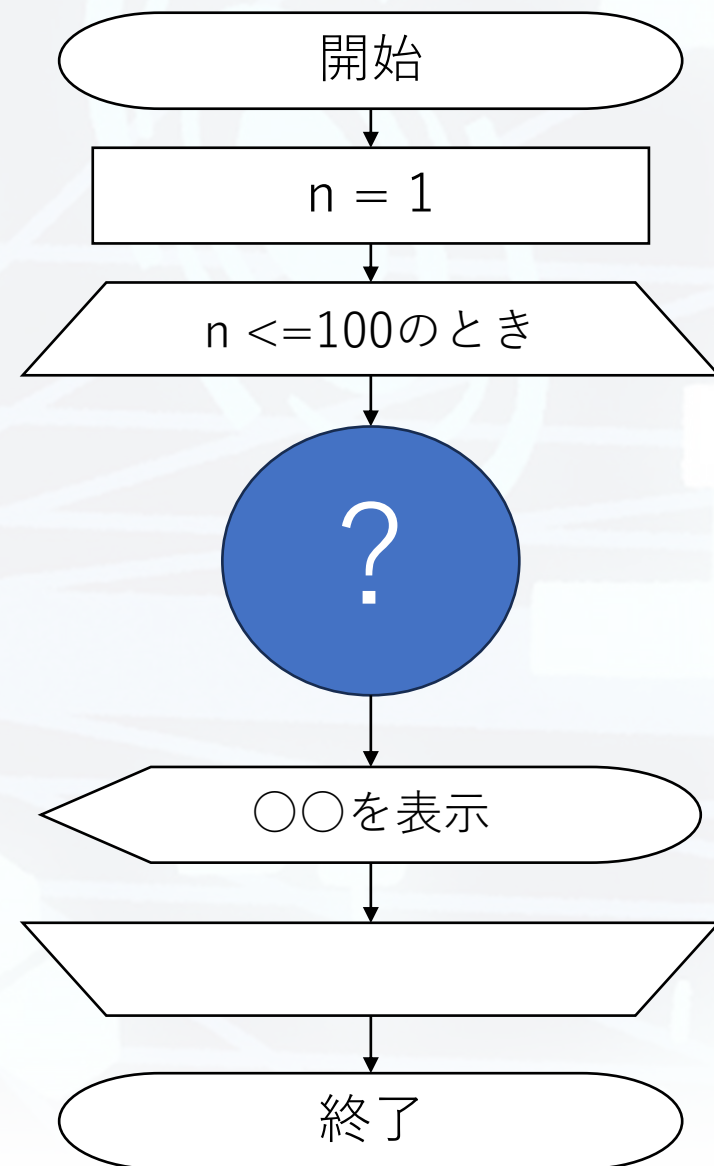 開始
n = 1
n <=100のとき
?
○○を表示
終了